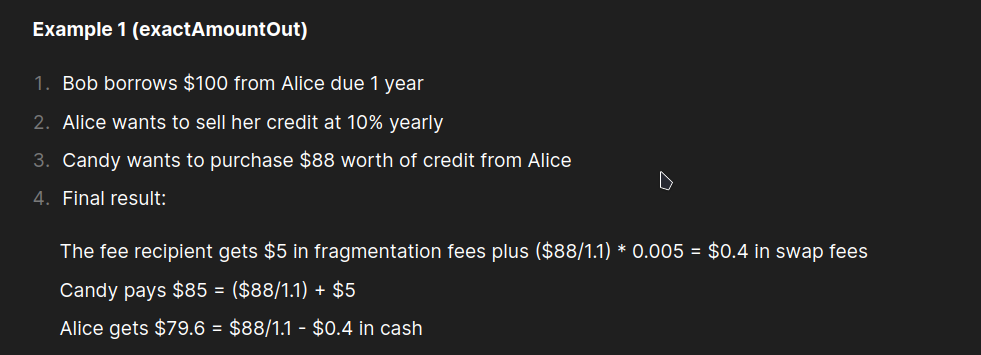 Example 1 (exactAmountOut)
1. Bob borrows $100 from Alice due 1 year
2. Alice wants to sell her credit at 10% yearly
3. Candy wants to purchase $88 worth of credit from Alice
4. Final result:
The fee recipient gets $5 in fragmentation fees plus ($88/1.1) * 0.005 = $0.4 in swap fees
Candy pays $85 = ($88/1.1) + $5
Alice gets $79.6 = $88/1.1 - $0.4 in cash